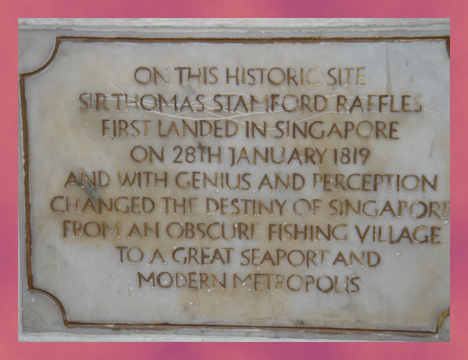 ON THIS HISTORIC SITE
SIR THOMAS STAMFORD RAFFLES
FIRST LANDED IN SINGAPORE
ON 28TH JANUARY 1819
AND WITH GENIUS AND PERCEPTION
CHANGED THE DESTINY OF SINGAPORE
FROM AN OBSCURE FISHING VILLAGE
TO A GREAT SEAPORT AND
MODERN METROPOLIS